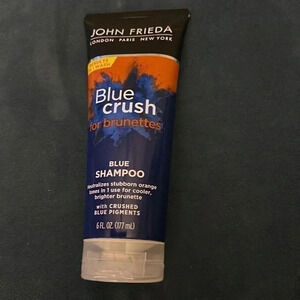 JOHN FRIEDA
LONDON PARIS NEW YORK
Blue
crush
for brunettes
BLUE
SHAMPOO
Neutralizes stubborn orange
tones in 1 use for cooler,
brighter brunette
with CRUSHED
BLUE PIGMENTS
6 FL. OZ. (177 mL)